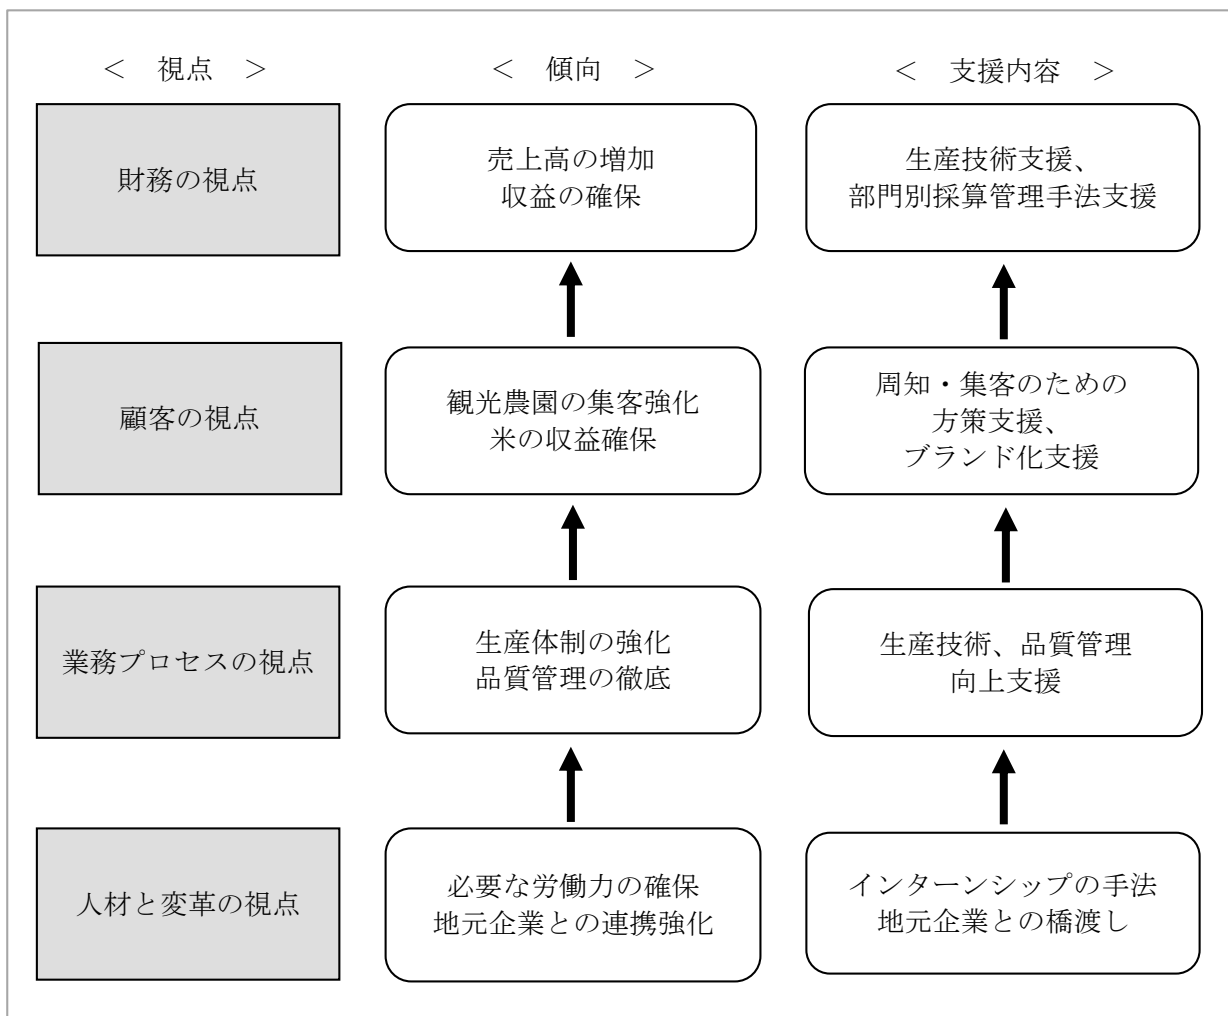 ＜　視点　＞
＜　傾向　＞
＜　支援内容　＞
財務の視点
売上高の増加
収益の確保
生産技術支援、
部門別採算管理手法支援
顧客の視点
観光農園の集客強化
米の収益確保
周知・集客のための
方策支援、
ブランド化支援
業務プロセスの視点
生産体制の強化
品質管理の徹底
生産技術、品質管理
向上支援
人材と変革の視点
必要な労働力の確保
地元企業との連携強化
インターンシップの手法
地元企業との橋渡し